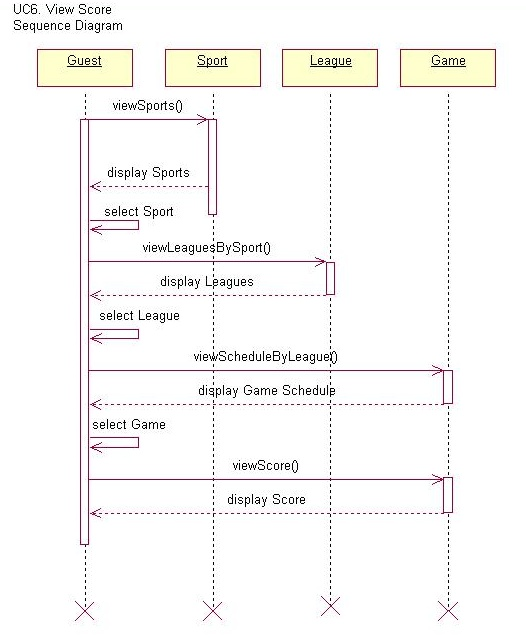 UC6. View Score
Sequence Diagram
Guest
Sport
League
Game
viewSports()
display Sports
select Sport
viewLeaguesBySport()
display Leagues
select League
viewScheduleByLeague()
display Game Schedule
select Game
viewScore()
display Score